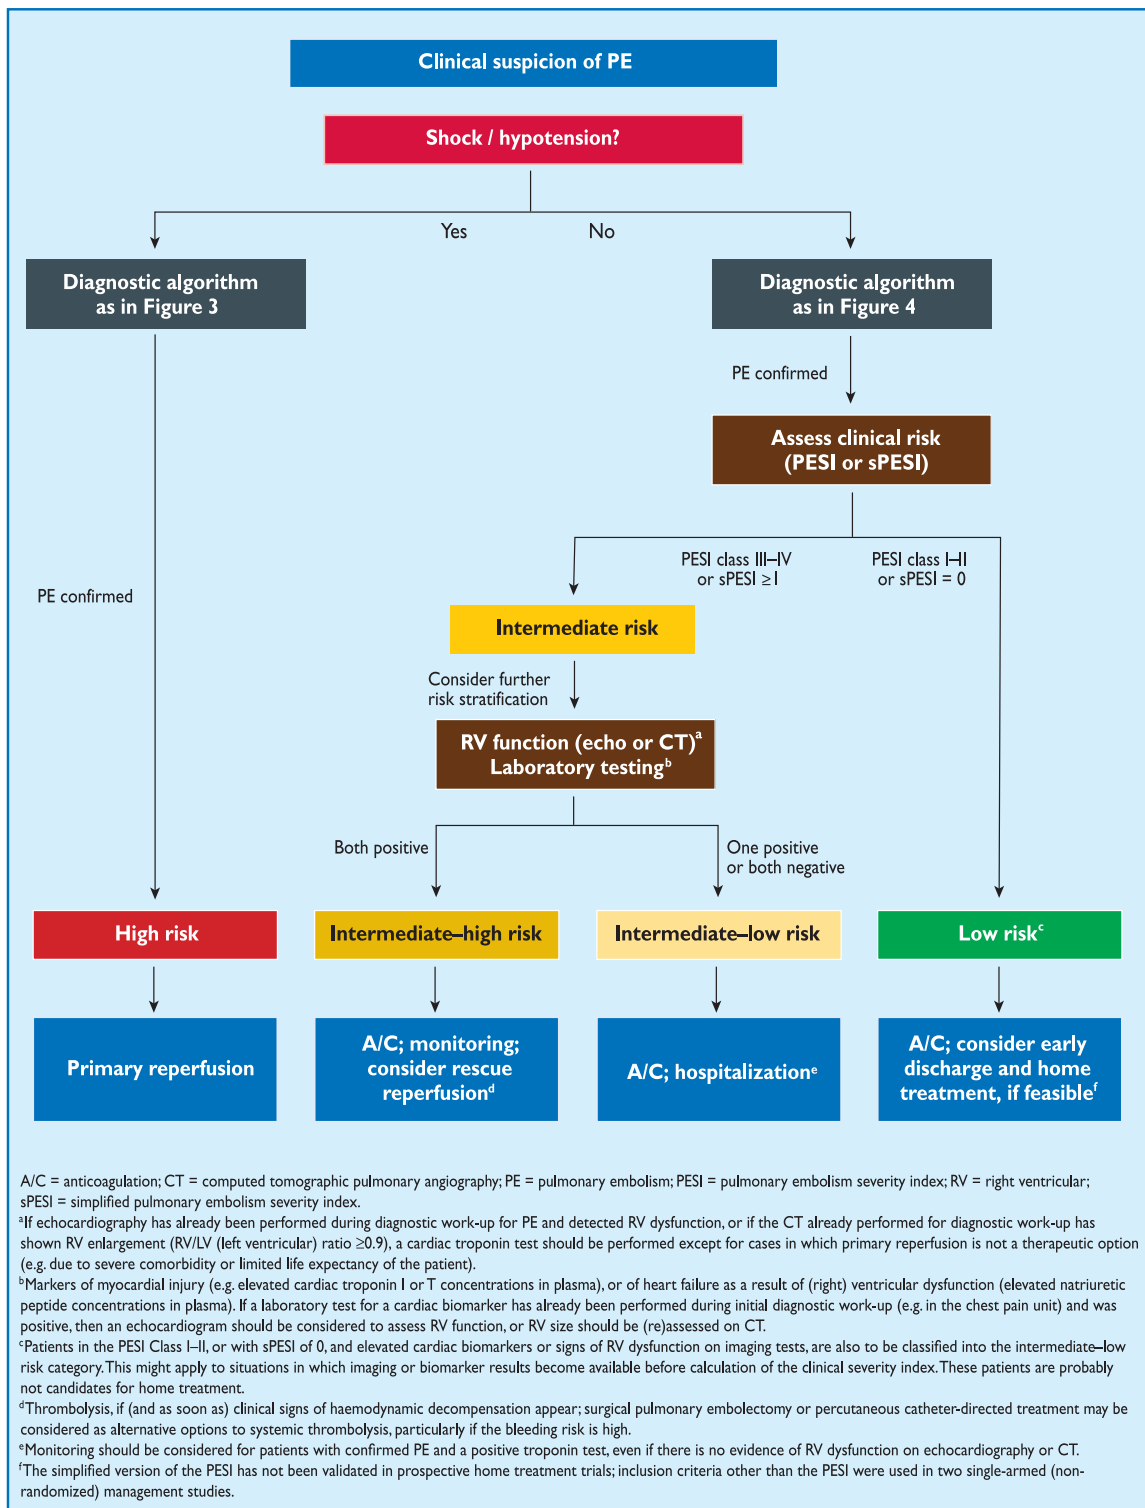 Clinical suspicion of PE
Shock / hypotension?
Yes
No
Diagnostic algorithm
as in Figure 3
Diagnostic algorithm
as in Figure 4
PE confirmed
Assess clinical risk
(PESI or sPESI)
PESI class III–IV
or sPESI ≥I
PESI class I–II
or sPESI = 0
PE confirmed
Intermediate risk
Consider further
risk stratification
RV function (echo or CT)a
Laboratory testingb
Both positive
One positive
or both negative
High risk
Intermediate–high risk
Intermediate–low risk
Low riskc
Primary reperfusion
A/C; monitoring;
consider rescue
reperfusiond
A/C; hospitalizatione
A/C; consider early
discharge and home
treatment, if feasiblef
A/C = anticoagulation; CT = computed tomographic pulmonary angiography; PE = pulmonary embolism; PESI = pulmonary embolism severity index; RV = right ventricular;
sPESI = simplified pulmonary embolism severity index.
aIf echocardiography has already been performed during diagnostic work-up for PE and detected RV dysfunction, or if the CT already performed for diagnostic work-up has
shown RV enlargement (RV/LV (left ventricular) ratio ≥0.9), a cardiac troponin test should be performed except for cases in which primary reperfusion is not a therapeutic option
(e.g. due to severe comorbidity or limited life expectancy of the patient).
bMarkers of myocardial injury (e.g. elevated cardiac troponin I or T concentrations in plasma), or of heart failure as a result of (right) ventricular dysfunction (elevated natriuretic
peptide concentrations in plasma). If a laboratory test for a cardiac biomarker has already been performed during initial diagnostic work-up (e.g. in the chest pain unit) and was
positive, then an echocardiogram should be considered to assess RV function, or RV size should be (re)assessed on CT.
cPatients in the PESI Class I–II, or with sPESI of 0, and elevated cardiac biomarkers or signs of RV dysfunction on imaging tests, are also to be classified into the intermediate–low
risk category. This might apply to situations in which imaging or biomarker results become available before calculation of the clinical severity index. These patients are probably
not candidates for home treatment.
dThrombolysis, if (and as soon as) clinical signs of haemodynamic decompensation appear; surgical pulmonary embolectomy or percutaneous catheter-directed treatment may be
considered as alternative options to systemic thrombolysis, particularly if the bleeding risk is high.
eMonitoring should be considered for patients with confirmed PE and a positive troponin test, even if there is no evidence of RV dysfunction on echocardiography or CT.
fThe simplified version of the PESI has not been validated in prospective home treatment trials; inclusion criteria other than the PESI were used in two single-armed (non-
randomized) management studies.